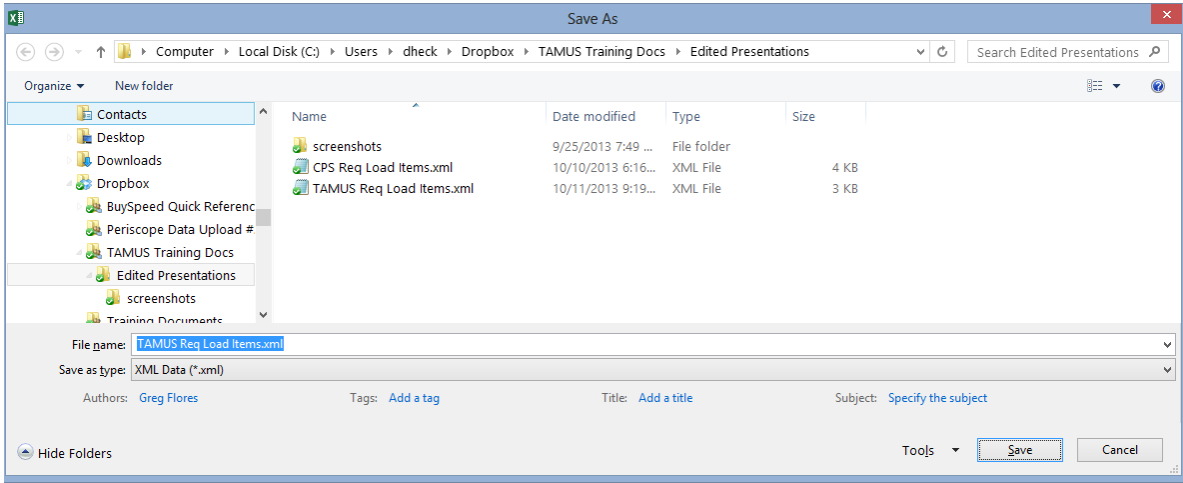 Save As
Computer Local Disk (C:) Users dheck Dropbox TAMUS Training Docs Edited Presentations Search Edited Presentations
Organize New folder
Name Date modified Type Size
Contacts
Desktop
Downloads
Dropbox
BuySpeed Quick Referenc
Periscope Data Upload #
TAMUS Training Docs
Edited Presentations
screenshots
Training Documents
screenshots 9/25/2013 7:49 ... File folder
CPS Req Load Items.xml 10/10/2013 6:16... XML File 4 KB
TAMUS Req Load Items.xml 10/11/2013 9:19... XML File 3 KB
File name: TAMUS Req Load Items.xml
Save as type: XML Data (*.xml)
Authors: Greg Flores Tags: Add a tag Title: Add a title Subject: Specify the subject
Hide Folders Tools Save Cancel